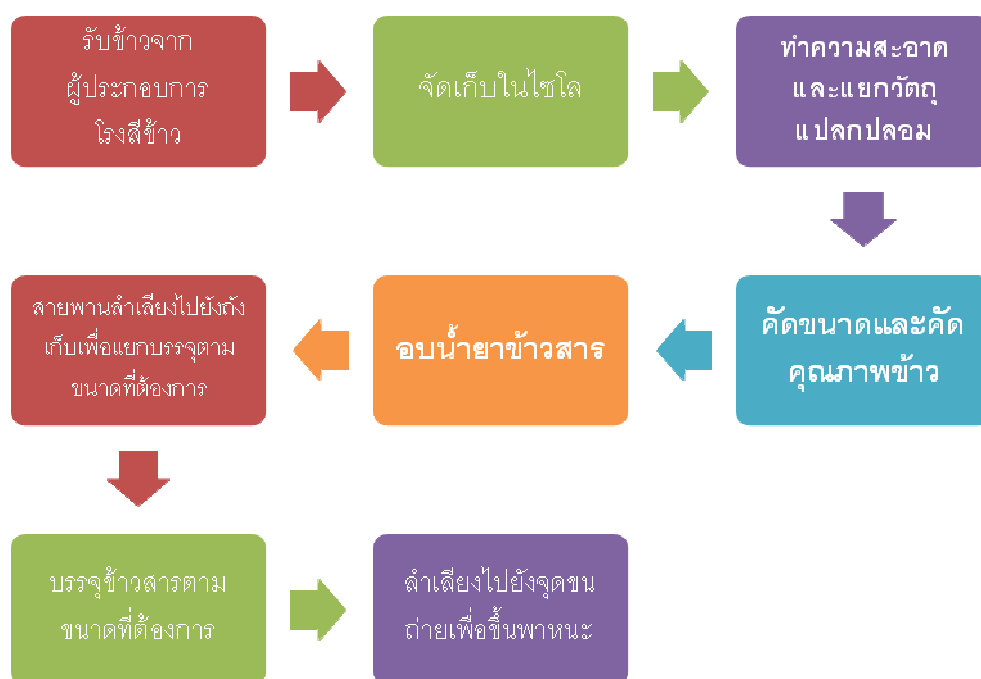 รับข้าวจาก
ผู้ประกอบการ
โรงสีข้าว
จัดเก็บในไซโล
ทำความสะอาด
และแยกวัตถุ
แปลกปลอม
คัดขนาดและคัด
คุณภาพข้าว
อบน้ำยาข้าวสาร
สายพานลำเลียงไปยังถัง
เก็บเพื่อแยกบรรจุตาม
ขนาดที่ต้องการ
บรรจุข้าวสารตาม
ขนาดที่ต้องการ
ลำเลียงไปยังจุดขน
ถ่ายเพื่อขึ้นพาหนะ